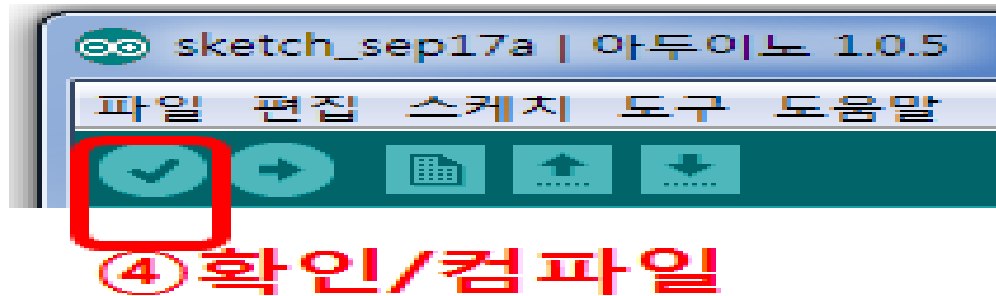 sketch_sep17a | 아두이노 1.0.5
파일 편집 스케치 도구 도움말
④확인/컴파일